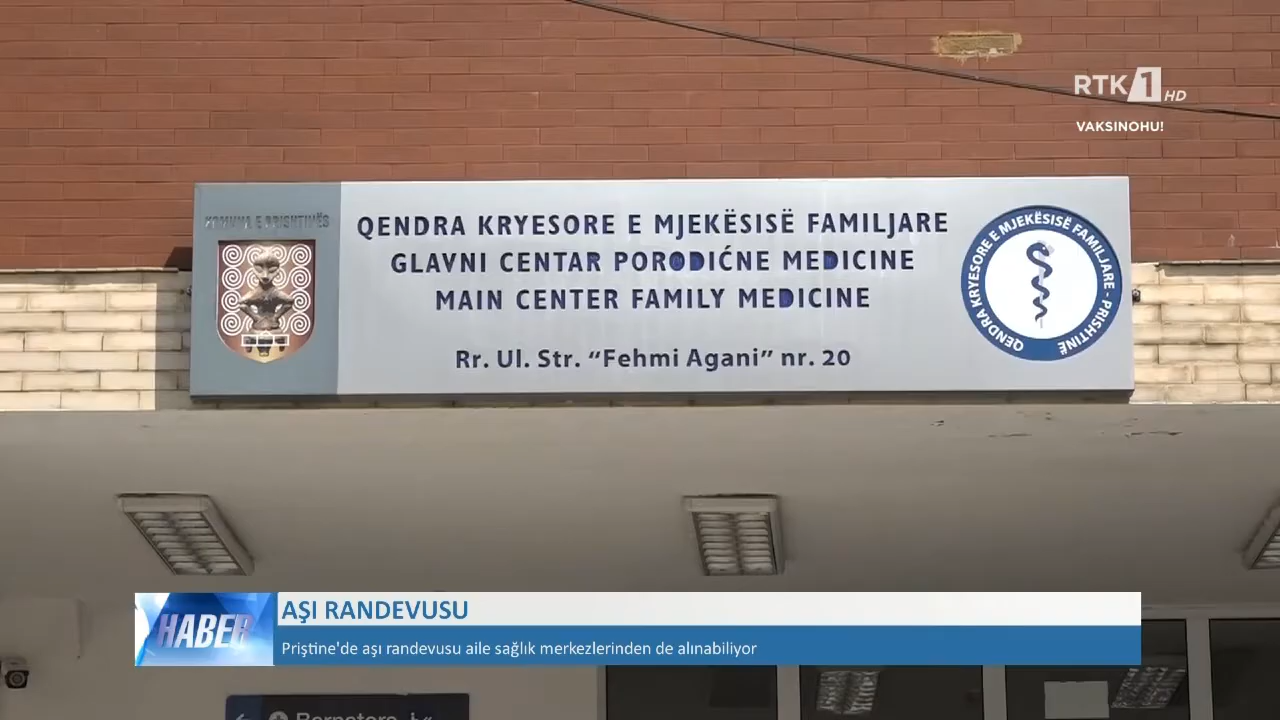 RTK 1 HD
VAKSINOHU!
KOMUNA E PRISHTINËS
QENDRA KRYESORE E MJEKËSISË FAMILJARE
GLAVNI CENTAR PORODIĆNE MEDICINE
MAIN CENTER FAMILY MEDICINE
Rr. Ul. Str. “Fehmi Agani” nr. 20
QENDRA KRYESORE E MJEKËSISË FAMILJARE - PRISHTINË
HABER
AŞI RANDEVUSU
Priştine'de aşı randevusu aile sağlık merkezlerinden de alınabiliyor